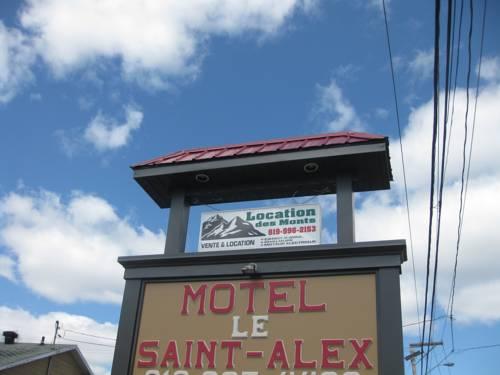 Location
des Monts
819-996-2153
VENTE & LOCATION
MOTEL
LE
SAINT-ALEX